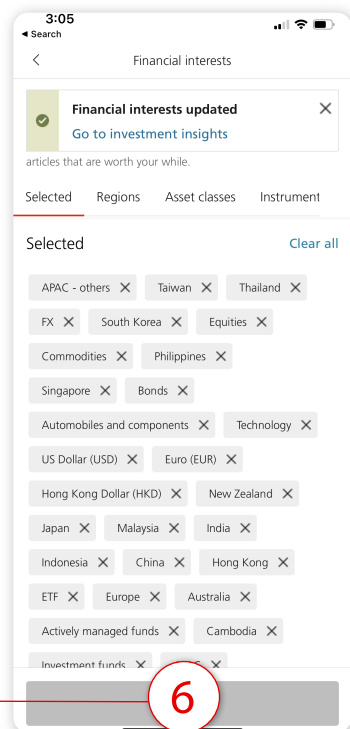 3:05
◀ Search
Financial interests
Financial interests updated
Go to investment insights
articles that are worth your while.
Selected Regions Asset classes Instrument
Selected Clear all
APAC - others Taiwan Thailand
FX South Korea Equities
Commodities Philippines
Singapore Bonds
Automobiles and components Technology
US Dollar (USD) Euro (EUR)
Hong Kong Dollar (HKD) New Zealand
Japan Malaysia India
Indonesia China Hong Kong
ETF Europe Australia
Actively managed funds Cambodia
Investment funds
6